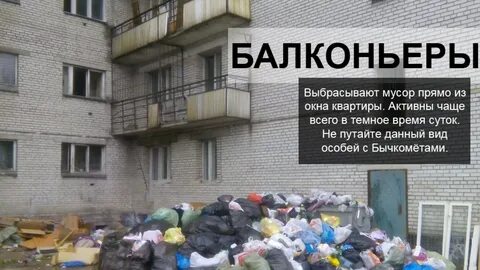 БАЛКОНЬЕРЫ
Выбрасывают мусор прямо из
окна квартиры. Активны чаще
всего в темное время суток.
Не путайте данный вид
особей с Бычкомётами.